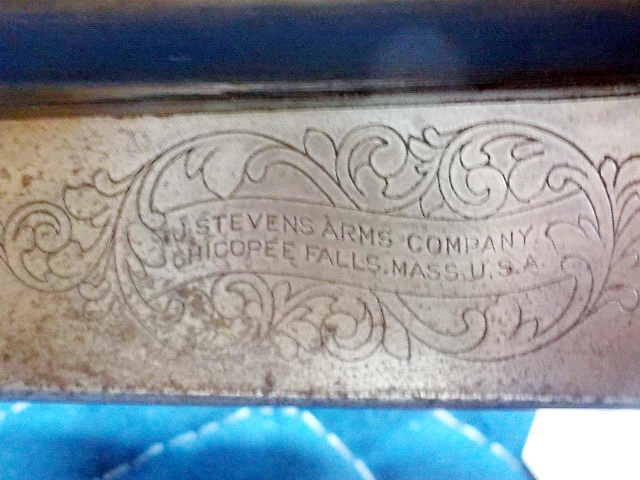 J. STEVENS ARMS COMPANY.
CHICOPEE FALLS. MASS. U.S.A.